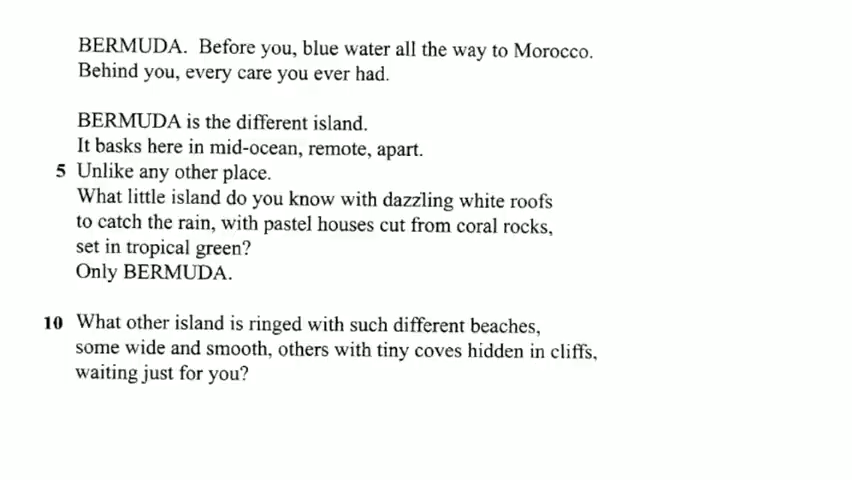 BERMUDA. Before you, blue water all the way to Morocco.
Behind you, every care you ever had.
BERMUDA is the different island.
It basks here in mid-ocean, remote, apart.
5 Unlike any other place.
What little island do you know with dazzling white roofs
to catch the rain, with pastel houses cut from coral rocks,
set in tropical green?
Only BERMUDA.
10 What other island is ringed with such different beaches,
some wide and smooth, others with tiny coves hidden in cliffs,
waiting just for you?